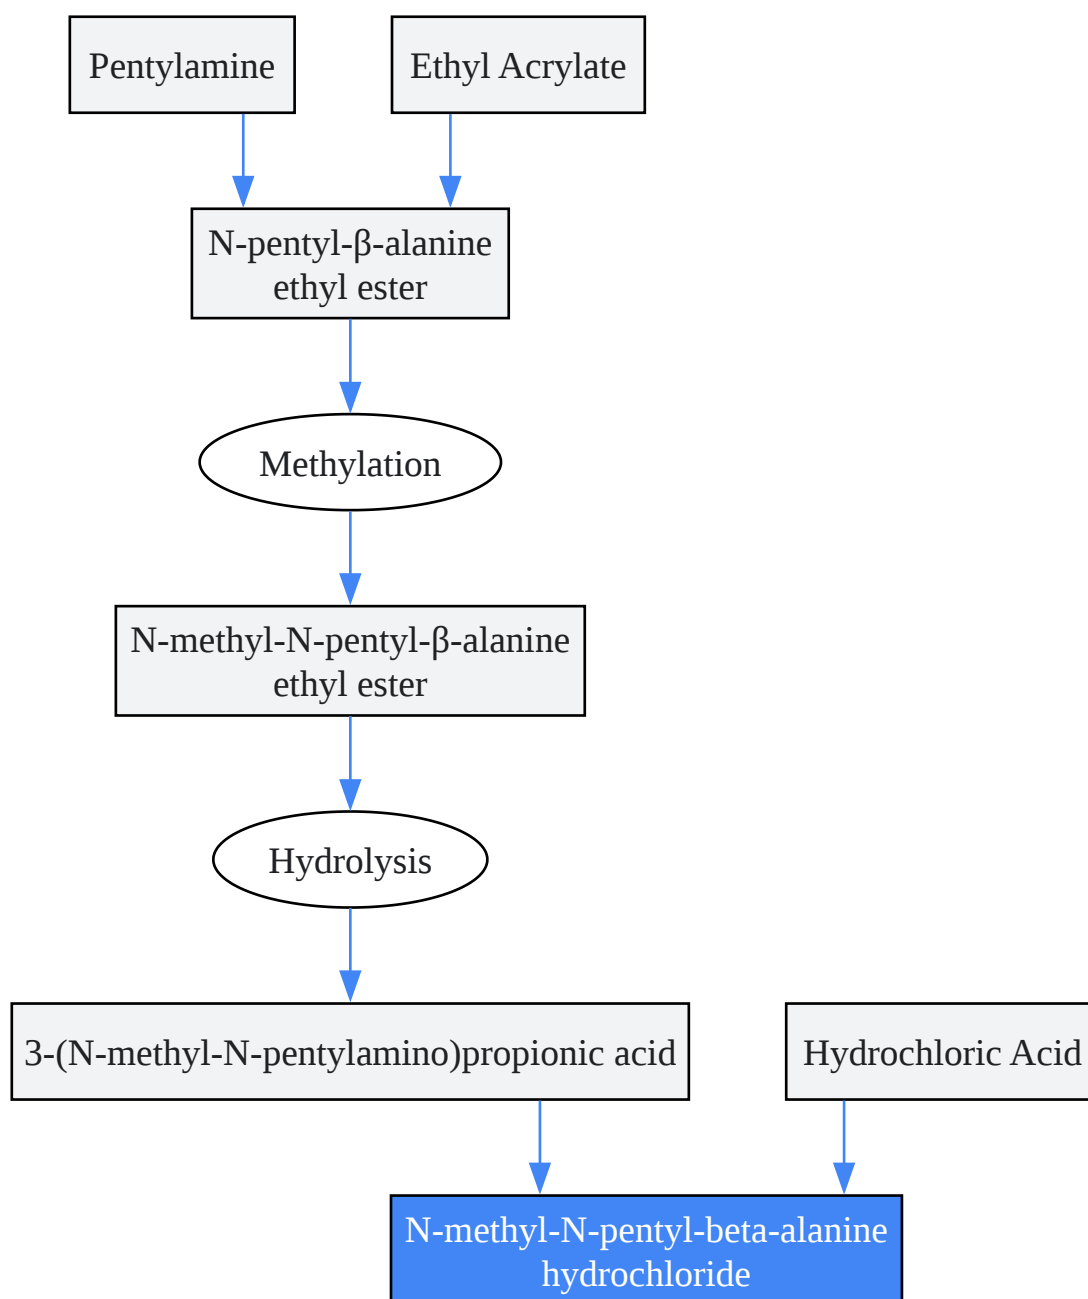 Pentylamine
Ethyl Acrylate
N-pentyl-β-alanine
ethyl ester
Methylation
N-methyl-N-pentyl-β-alanine
ethyl ester
Hydrolysis
3-(N-methyl-N-pentylamino)propionic acid
Hydrochloric Acid
N-methyl-N-pentyl-beta-alanine
hydrochloride